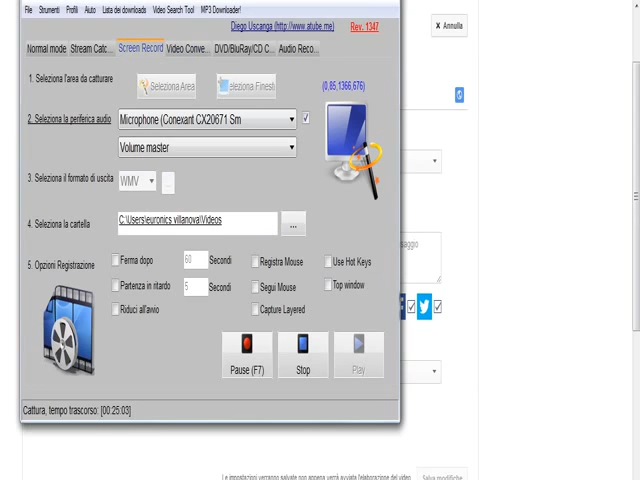 File Strumenti Profili Auto Lista dei downloads Video Search Tool MP3 Downloader!
Diego Uscanga (http://www.atube.me) Rev. 1347
Annulla
Normal mode Stream Catc... Screen Record Video Conve... DVD/BluRay/CD C... Audio Reco...
1. Seleziona l'area da catturare
Seleziona Area
eleziona Finest
(0,85,1366,676)
2. Seleziona la periferica audio
Microphone (Conexant CX20671 Sm
Volume master
3. Seleziona il formato di uscita
WMV
...
4. Seleziona la cartella
C:\Users\euronics villanova\Videos
...
saggio
5. Opzioni Registrazione
Ferma dopo 60 Secondi
Registra Mouse
Use Hot Keys
Partenza in ritardo 5 Secondi
Segui Mouse
Top window
Riduci all'avvio
Capture Layered
Pause (F7)
Stop
Play
Cattura, tempo trascorso: [00:25:03]
Le impostazioni verranno salvate non appena verrà avviata l'elaborazione del video.
Salva modifiche